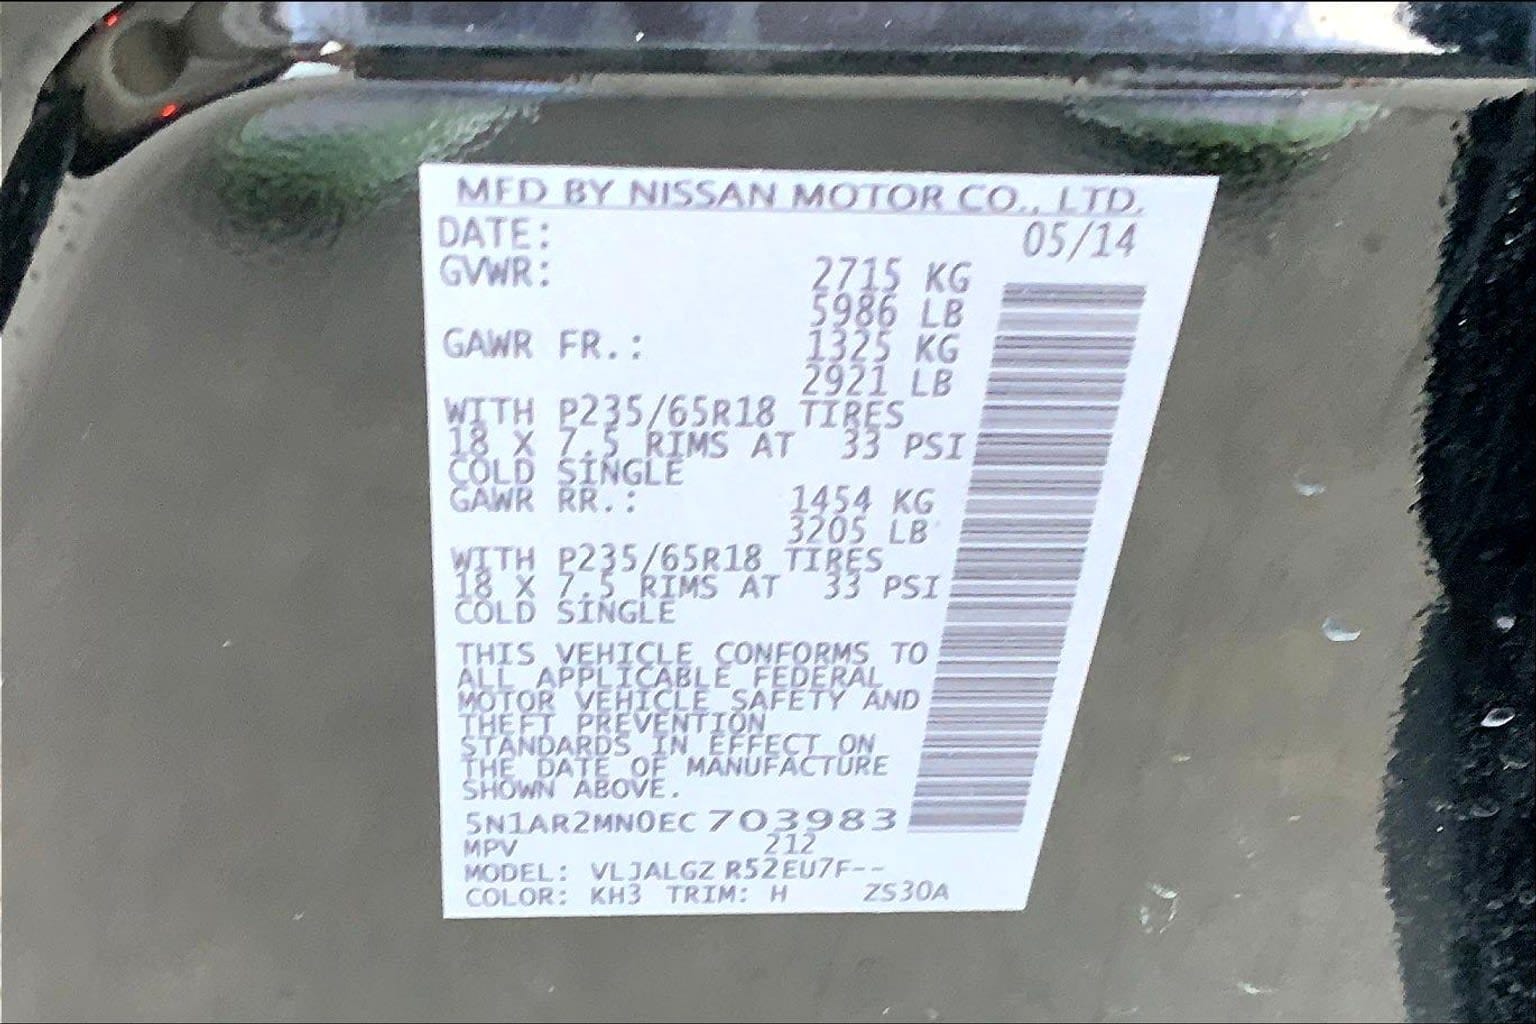 MFD BY NISSAN MOTOR CO., LTD.
DATE: 05/14
GVWR: 2715 KG
5986 LB
GAWR FR.: 1325 KG
2921 LB
WITH P235/65R18 TIRES
18 X 7.5 RIMS AT 33 PSI
COLD SINGLE
GAWR RR.: 1454 KG
3205 LB
WITH P235/65R18 TIRES
18 X 7.5 RIMS AT 33 PSI
COLD SINGLE
THIS VEHICLE CONFORMS TO
ALL APPLICABLE FEDERAL
MOTOR VEHICLE SAFETY AND
THEFT PREVENTION
STANDARDS IN EFFECT ON
THE DATE OF MANUFACTURE
SHOWN ABOVE.
5N1AR2MN0EC703983
MPV 212
MODEL: VLJALGZ R52EU7F--
COLOR: KH3 TRIM: H ZS30A